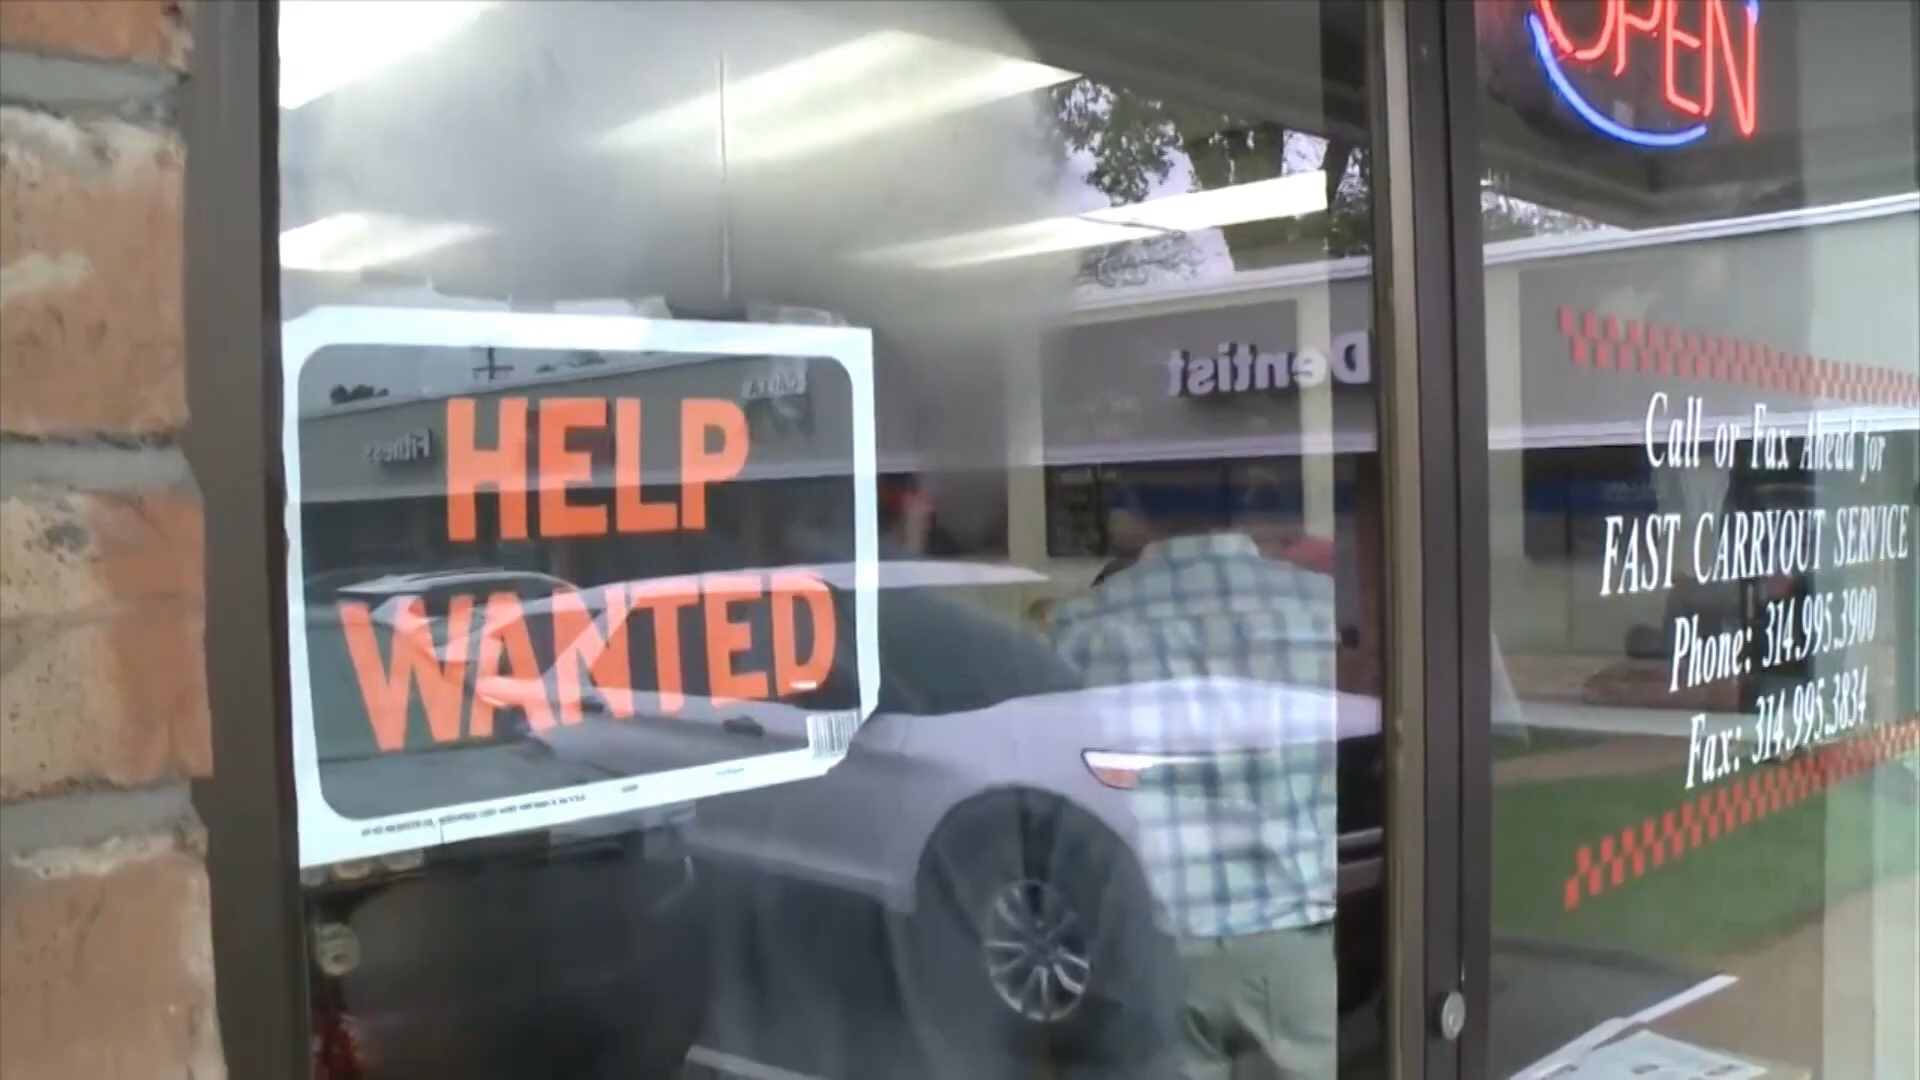 OPEN
HELP
WANTED
Dentist
Fitness
Call or Fax Ahead for
FAST CARRYOUT SERVICE
Phone: 314.995.3900
Fax: 314.995.3834